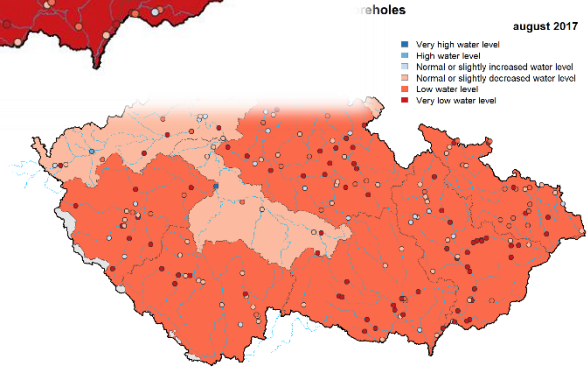 august 2017
Very high water level
High water level
Normal or slightly increased water level
Normal or slightly decreased water level
Low water level
Very low water level